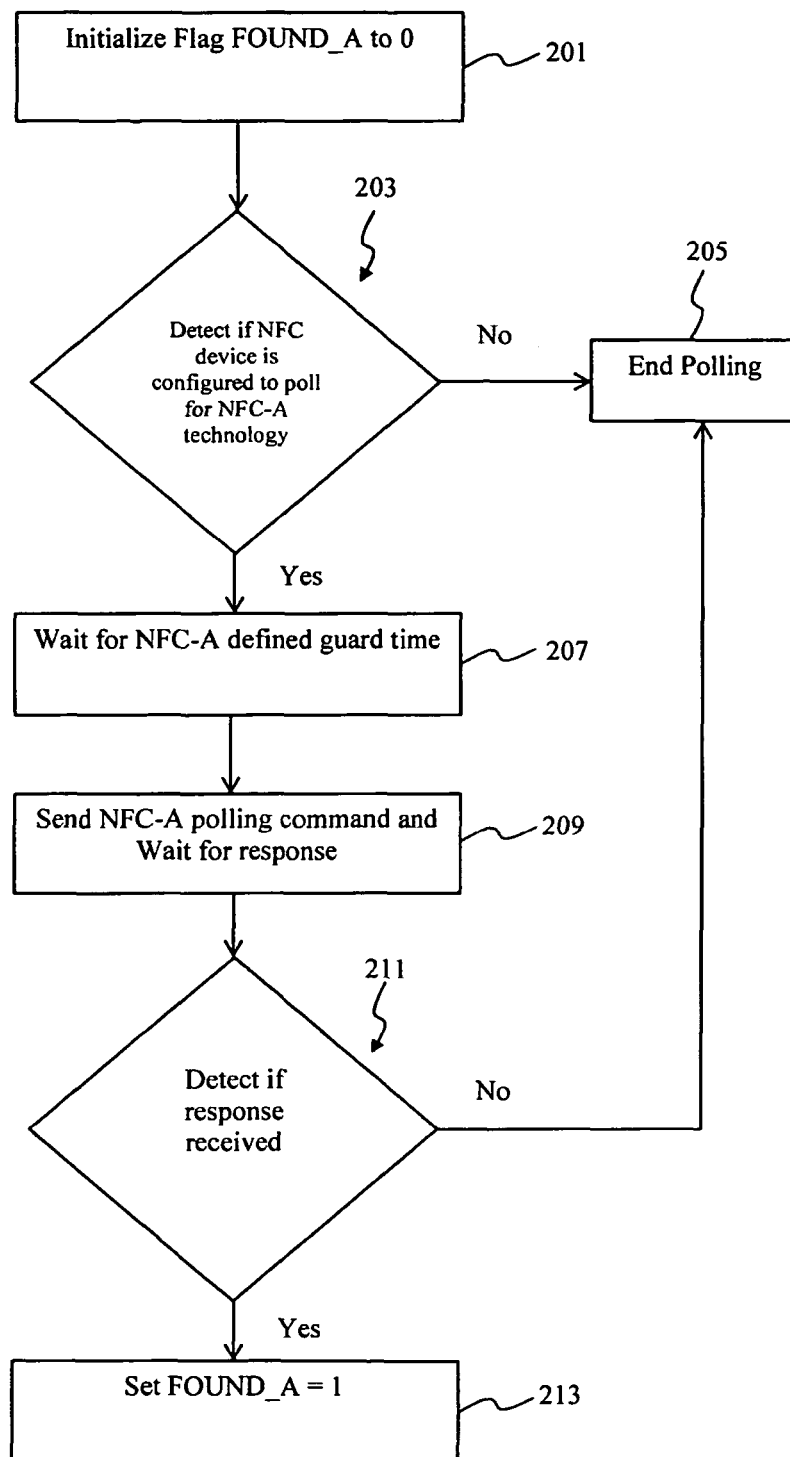 Initialize Flag FOUND_A to 0
201
203
Detect if NFC
device is
configured to poll
for NFC-A
technology
No
205
End Polling
Yes
Wait for NFC-A defined guard time
207
Send NFC-A polling command and
Wait for response
209
211
Detect if
response
received
No
Yes
Set FOUND_A = 1
213